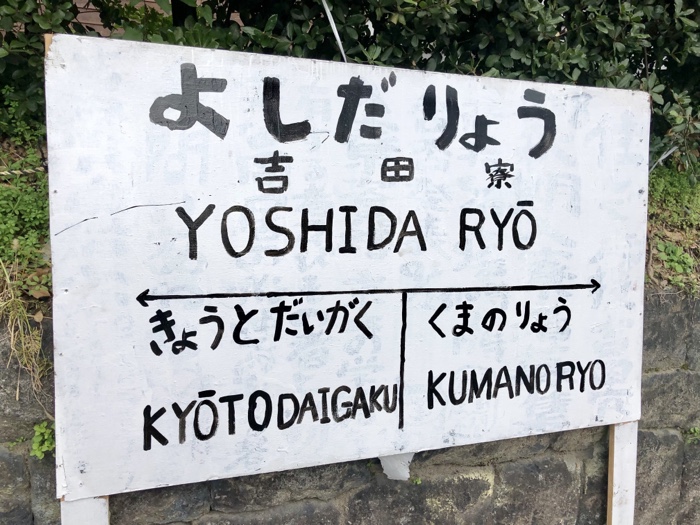 よしだりょう
吉田寮
YOSHIDA RYŌ
きょうとだいがく
くまのりょう
KYŌTODAIGAKU
KUMANORYO